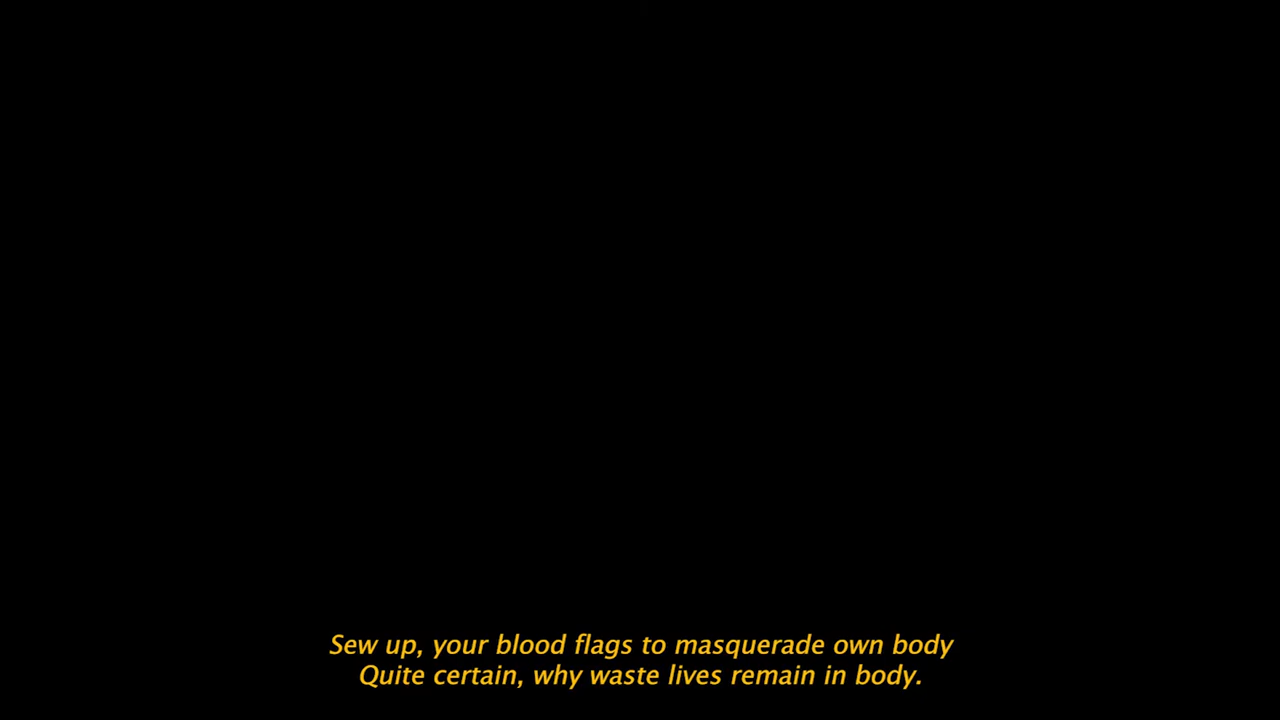 Sew up, your blood flags to masquerade own body
Quite certain, why waste lives remain in body.